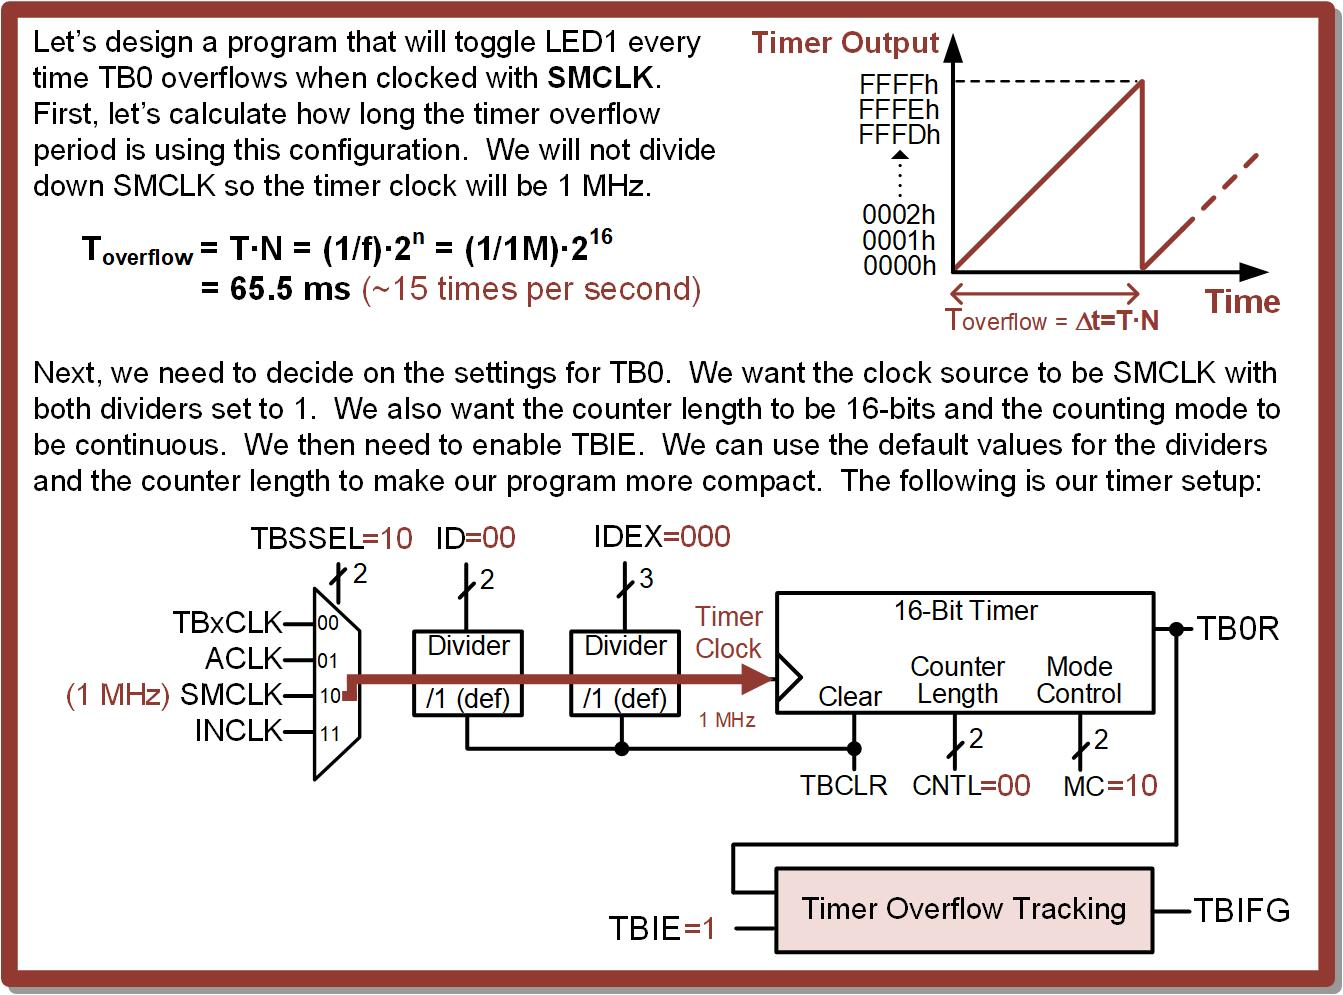 Let's design a program that will toggle LED1 every
time TB0 overflows when clocked with SMCLK.
First, let's calculate how long the timer overflow
period is using this configuration.  We will not divide
down SMCLK so the timer clock will be 1 MHz.
Toverflow = T·N = (1/f)·2^n = (1/1M)·2^16
= 65.5 ms (~15 times per second)
Timer Output
FFFFh
FFFEh
FFFDh
0002h
0001h
0000h
Time
Toverflow = Δt=T·N
Next, we need to decide on the settings for TB0.  We want the clock source to be SMCLK with
both dividers set to 1.  We also want the counter length to be 16-bits and the counting mode to
be continuous.  We then need to enable TBIE.  We can use the default values for the dividers
and the counter length to make our program more compact.  The following is our timer setup:
TBSSEL=10
ID=00
IDEX=000
2
2
3
TBxCLK
00
ACLK
01
(1 MHz) SMCLK
10
INCLK
11
Divider
/1 (def)
Divider
/1 (def)
Timer
Clock
1 MHz
16-Bit Timer
Clear
Counter
Length
Mode
Control
TB0R
2
2
TBCLR
CNTL=00
MC=10
Timer Overflow Tracking
TBIE=1
TBIFG